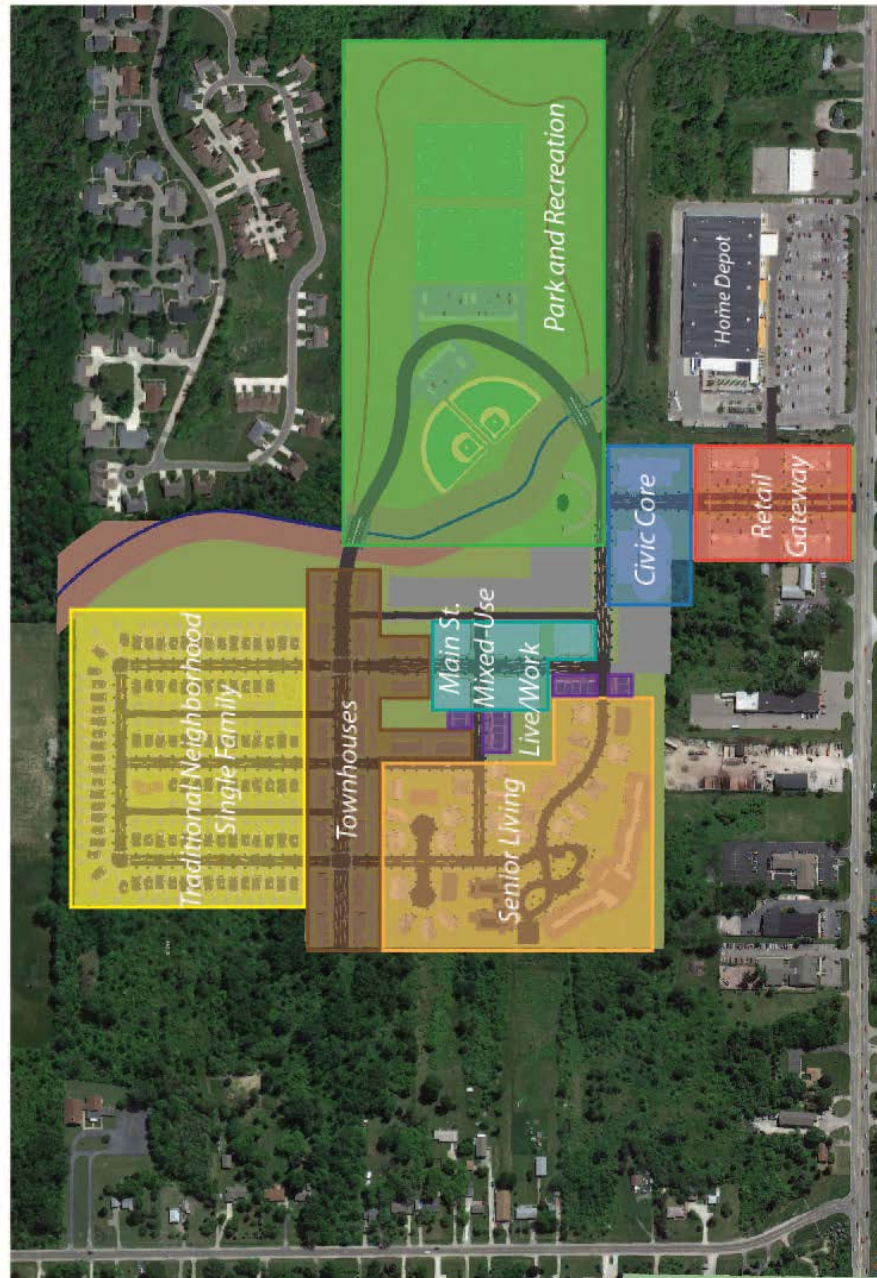 Park and Recreation
Home Depot
Retail
Gateway
Civic Core
Main St.
Mixed-Use
Live/Work
Traditional Neighborhood
Single Family
Townhouses
Senior Living